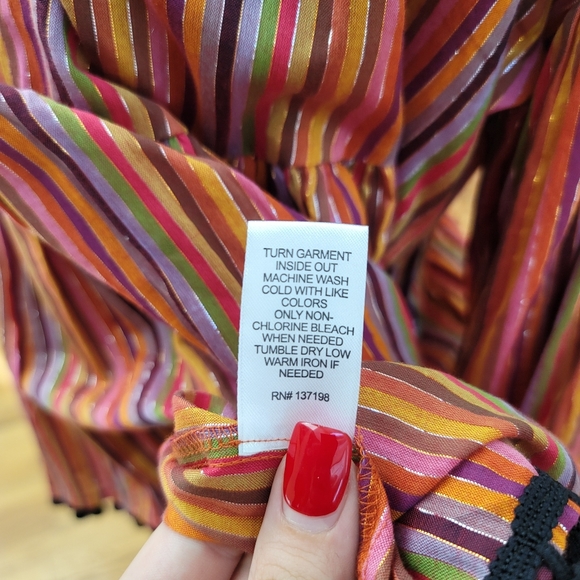 TURN GARMENT
INSIDE OUT
MACHINE WASH
COLD WITH LIKE
COLORS
ONLY NON-
CHLORINE BLEACH
WHEN NEEDED
TUMBLE DRY LOW
WARM IRON IF
NEEDED
RN# 137198